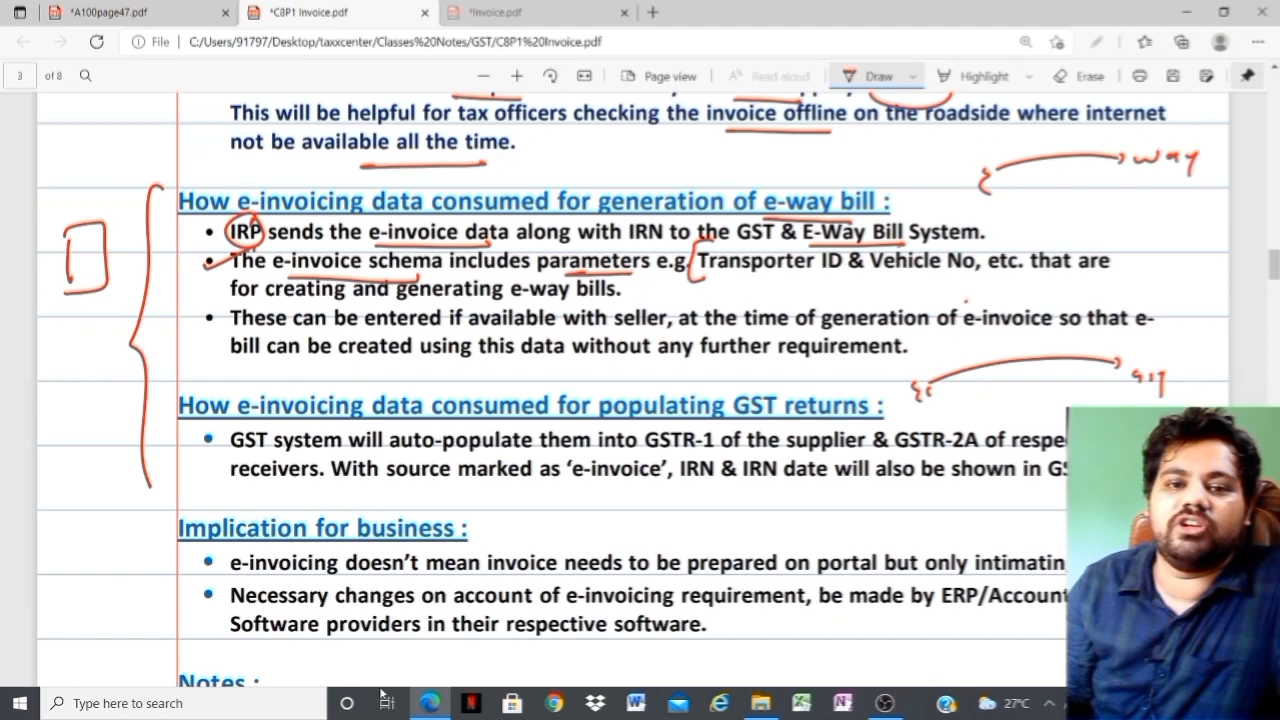 *A100page47.pdf
*C8P1 Invoice.pdf
*Invoice.pdf
File
C:/Users/91797/Desktop/taxxcenter/Classes%20Notes/GST/C8P1%20Invoice.pdf
3 of 8
Page view
Read aloud
Draw
Highlight
Erase
This will be helpful for tax officers checking the invoice offline on the roadside where internet
not be available all the time.
way
How e-invoicing data consumed for generation of e-way bill :
• IRP sends the e-invoice data along with IRN to the GST & E-Way Bill System.
• The e-invoice schema includes parameters e.g. Transporter ID & Vehicle No, etc. that are
for creating and generating e-way bills.
• These can be entered if available with seller, at the time of generation of e-invoice so that e-
bill can be created using this data without any further requirement.
How e-invoicing data consumed for populating GST returns :
• GST system will auto-populate them into GSTR-1 of the supplier & GSTR-2A of respe
receivers. With source marked as ‘e-invoice’, IRN & IRN date will also be shown in G
Implication for business :
• e-invoicing doesn’t mean invoice needs to be prepared on portal but only intimatin
• Necessary changes on account of e-invoicing requirement, be made by ERP/Account
Software providers in their respective software.
Notes :
Type here to search
27°C